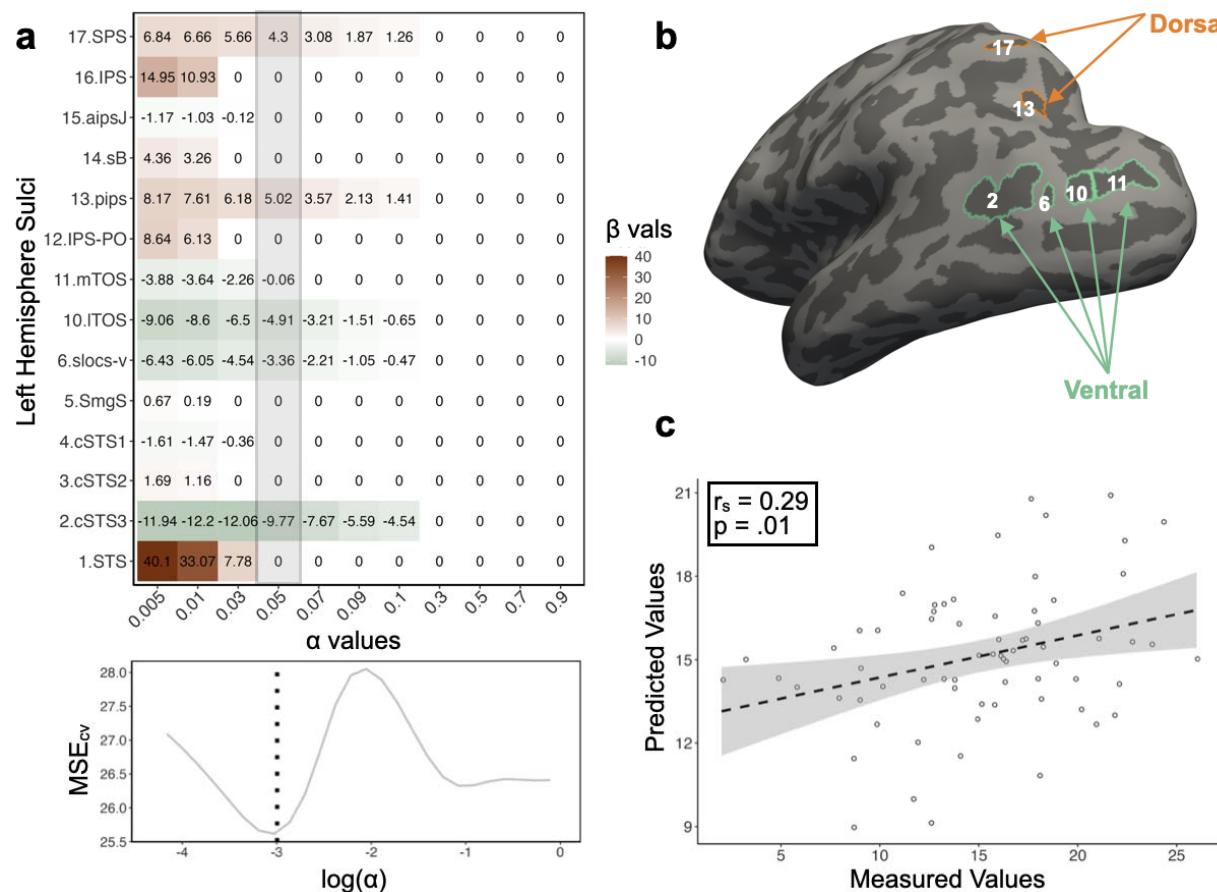 a
Left Hemisphere Sulci
17.SPS 6.84 6.66 5.66 4.3 3.08 1.87 1.26 0 0 0 0
16.IPS 14.95 10.93 0 0 0 0 0 0 0 0 0
15.aipsJ -1.17 -1.03 -0.12 0 0 0 0 0 0 0 0
14.sB 4.36 3.26 0 0 0 0 0 0 0 0 0
13.pips 8.17 7.61 6.18 5.02 3.57 2.13 1.41 0 0 0 0
12.IPS-PO 8.64 6.13 0 0 0 0 0 0 0 0 0
11.mTOS -3.88 -3.64 -2.26 -0.06 0 0 0 0 0 0 0
10.lTOS -9.06 -8.6 -6.5 -4.91 -3.21 -1.51 -0.65 0 0 0 0
6.slocs-v -6.43 -6.05 -4.54 -3.36 -2.21 -1.05 -0.47 0 0 0 0
5.SmgS 0.67 0.19 0 0 0 0 0 0 0 0 0
4.cSTS1 -1.61 -1.47 -0.36 0 0 0 0 0 0 0 0
3.cSTS2 1.69 1.16 0 0 0 0 0 0 0 0 0
2.cSTS3 -11.94 -12.2 -12.06 -9.77 -7.67 -5.59 -4.54 0 0 0 0
1.STS 40.1 33.07 7.78 0 0 0 0 0 0 0 0
0.005 0.01 0.03 0.05 0.07 0.09 0.1 0.3 0.5 0.7 0.9
α values
β vals
40
30
20
10
0
-10
MSEcv
28.0
27.5
27.0
26.5
26.0
25.5
-4 -3 -2 -1 0
log(α)
b
Dorsa
17
13
2
6
10
11
Ventral
c
rs = 0.29
p = .01
Predicted Values
21
18
15
12
9
5 10 15 20 25
Measured Values